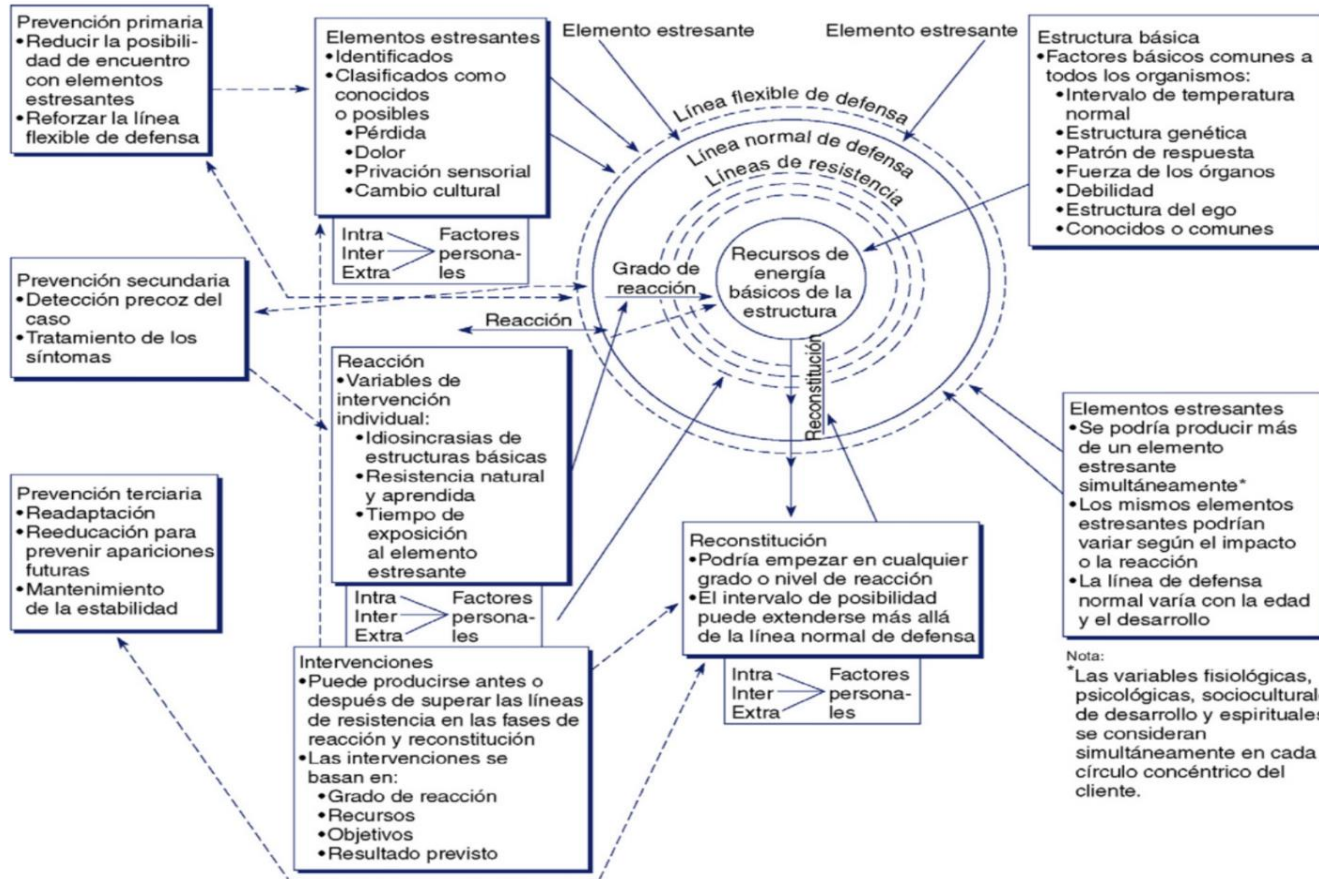 Prevención primaria
•Reducir la posibili-
dad de encuentro
con elementos
estresantes
•Reforzar la línea
flexible de defensa
Prevención secundaria
•Detección precoz del
caso
•Tratamiento de los
síntomas
Prevención terciaria
•Readaptación
•Reeducación para
prevenir apariciones
futuras
•Mantenimiento
de la estabilidad
Elementos estresantes
•Identificados
•Clasificados como
conocidos
o posibles
•Pérdida
•Dolor
•Privación sensorial
•Cambio cultural
Intra
Inter
Extra
Factores
persona-
les
Reacción
Reacción
•Variables de
intervención
individual:
•Idiosincrasias de
estructuras básicas
•Resistencia natural
y aprendida
•Tiempo de
exposición
al elemento
estresante
Intra
Inter
Extra
Factores
persona-
les
Intervenciones
•Puede producirse antes o
después de superar las líneas
de resistencia en las fases de
reacción y reconstitución
•Las intervenciones se
basan en:
•Grado de reacción
•Recursos
•Objetivos
•Resultado previsto
Elemento estresante
Elemento estresante
Línea flexible de defensa
Línea normal de defensa
Líneas de resistencia
Grado de
reacción
Recursos de
energía
básicos de la
estructura
Reconstitución
Reconstitución
•Podría empezar en cualquier
grado o nivel de reacción
•El intervalo de posibilidad
puede extenderse más allá
de la línea normal de defensa
Intra
Inter
Extra
Factores
persona-
les
Estructura básica
•Factores básicos comunes a
todos los organismos:
•Intervalo de temperatura
normal
•Estructura genética
•Patrón de respuesta
•Fuerza de los órganos
•Debilidad
•Estructura del ego
•Conocidos o comunes
Elementos estresantes
•Se podría producir más
de un elemento
estresante
simultáneamente*
•Los mismos elementos
estresantes podrían
variar según el impacto
o la reacción
•La línea de defensa
normal varía con la edad
y el desarrollo
Nota:
*Las variables fisiológicas,
psicológicas, sociocultural
de desarrollo y espirituales
se consideran
simultáneamente en cada
círculo concéntrico del
cliente.